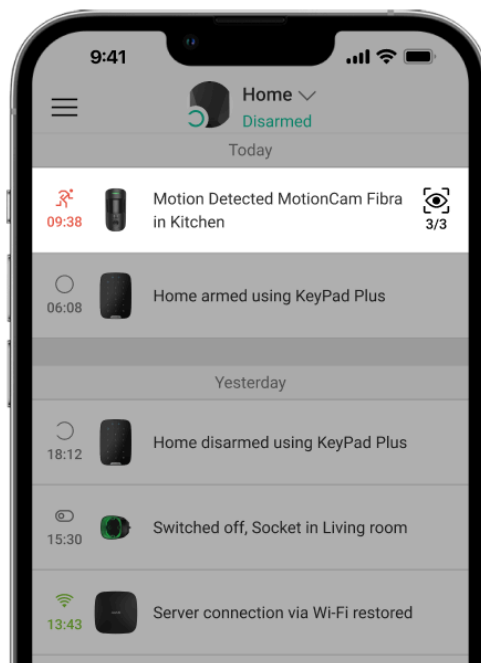 9:41
Home
Disarmed
Today
Motion Detected MotionCam Fibra
in Kitchen
09:38
3/3
Home armed using KeyPad Plus
06:08
Yesterday
Home disarmed using KeyPad Plus
18:12
Switched off, Socket in Living room
15:30
Server connection via Wi-Fi restored
13:43